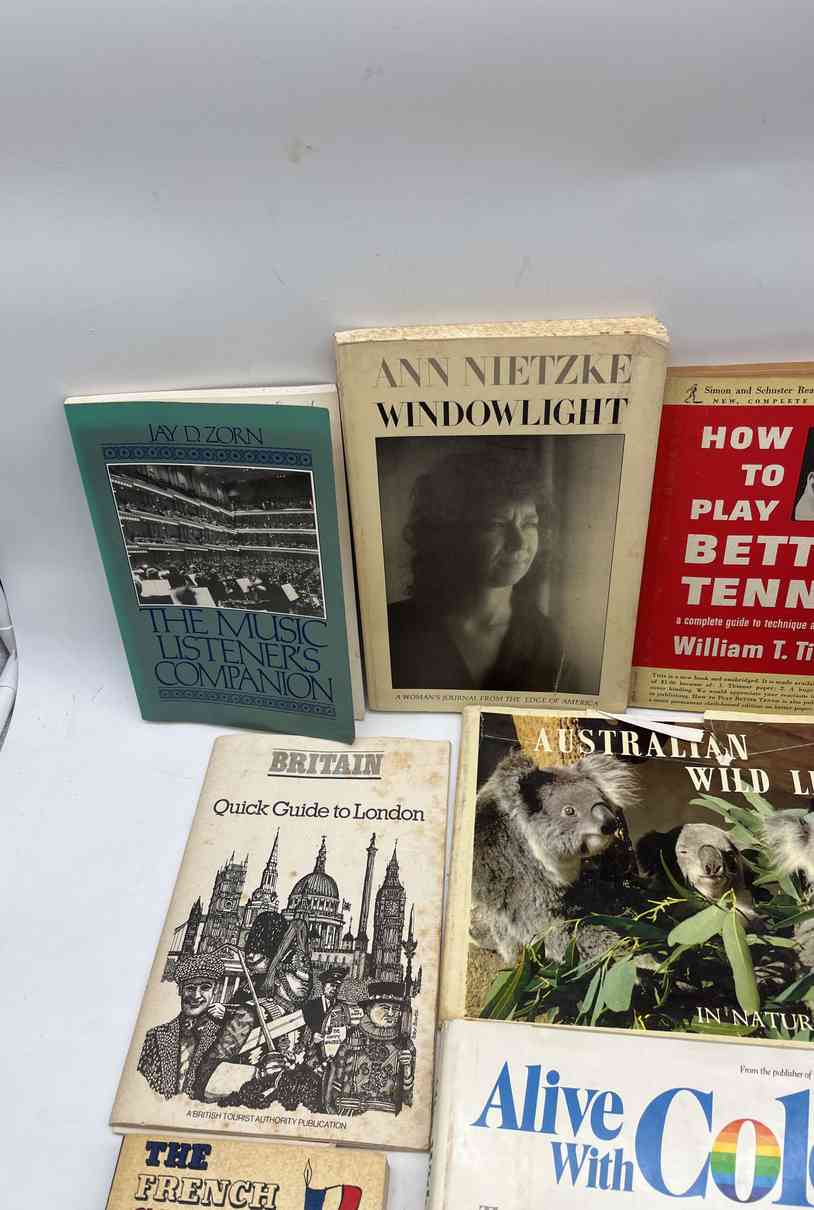 JAY D. ZORN
THE MUSIC
LISTENER'S
COMPANION
ANN NIETZKE
WINDOWLIGHT
A WOMAN'S JOURNAL FROM THE EDGE OF AMERICA
Simon and Schuster
NEW, COMPLETE
HOW
TO
PLAY
BETT
TENN
a complete guide to technique
William T. Ti
BRITAIN
Quick Guide to London
A BRITISH TOURIST AUTHORITY PUBLICATION
AUSTRALIAN
WILD LI
IN NATUR
From the publisher of
Alive
With Col
THE
FRENCH